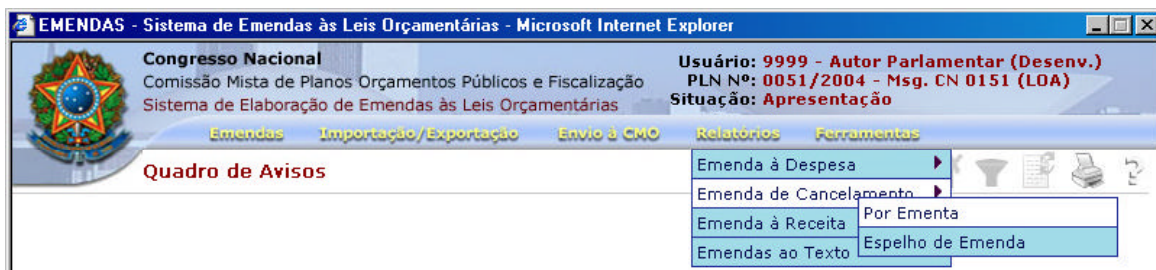 EMENDAS - Sistema de Emendas às Leis Orçamentárias - Microsoft Internet Explorer
Congresso Nacional
Comissão Mista de Planos Orçamentos Públicos e Fiscalização
Sistema de Elaboração de Emendas às Leis Orçamentárias
Usuário: 9999 - Autor Parlamentar (Desenv.)
PLN Nº: 0051/2004 - Msg. CN 0151 (LOA)
Situação: Apresentação
Emendas Importação/Exportação Envio à CMO Relatórios Ferramentas
Quadro de Avisos
Emenda à Despesa
Emenda de Cancelamento
Emenda à Receita
Emendas ao Texto
Por Ementa
Espelho de Emenda